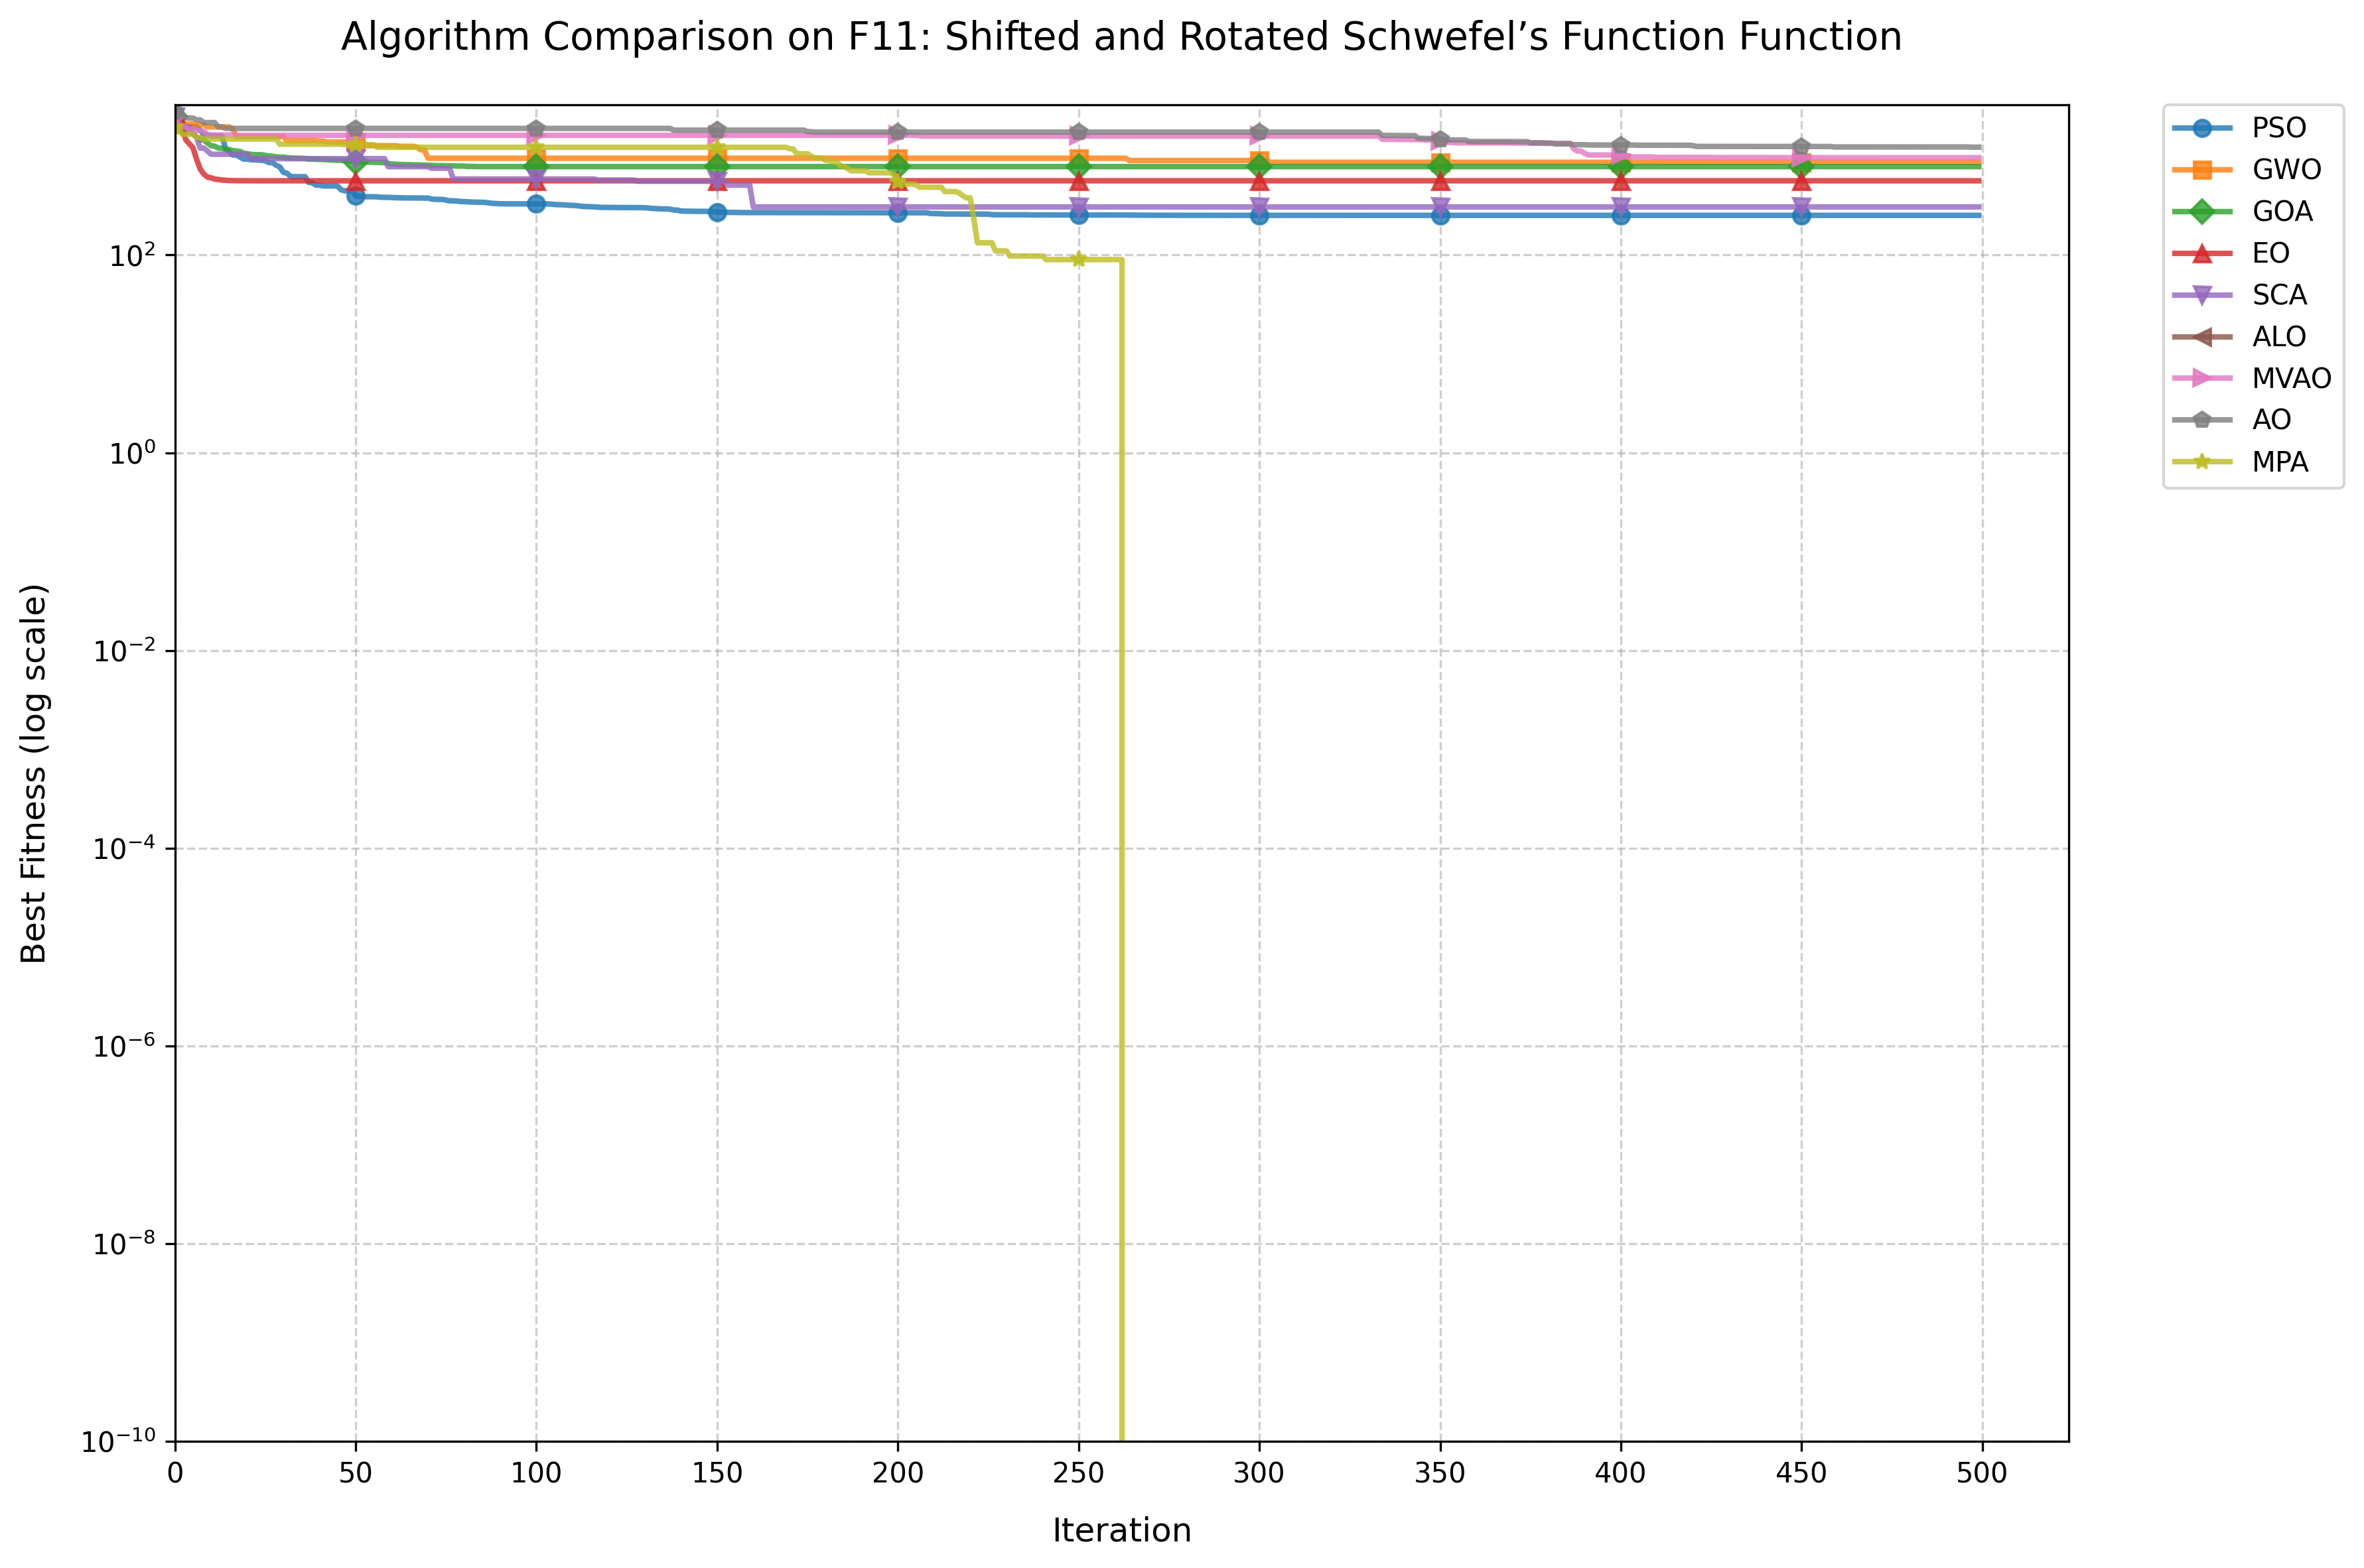 Algorithm Comparison on F11: Shifted and Rotated Schwefel’s Function Function
Best Fitness (log scale)
10²
10⁰
10⁻²
10⁻⁴
10⁻⁶
10⁻⁸
10⁻¹⁰
0 50 100 150 200 250 300 350 400 450 500
Iteration
PSO
GWO
GOA
EO
SCA
ALO
MVAO
AO
MPA